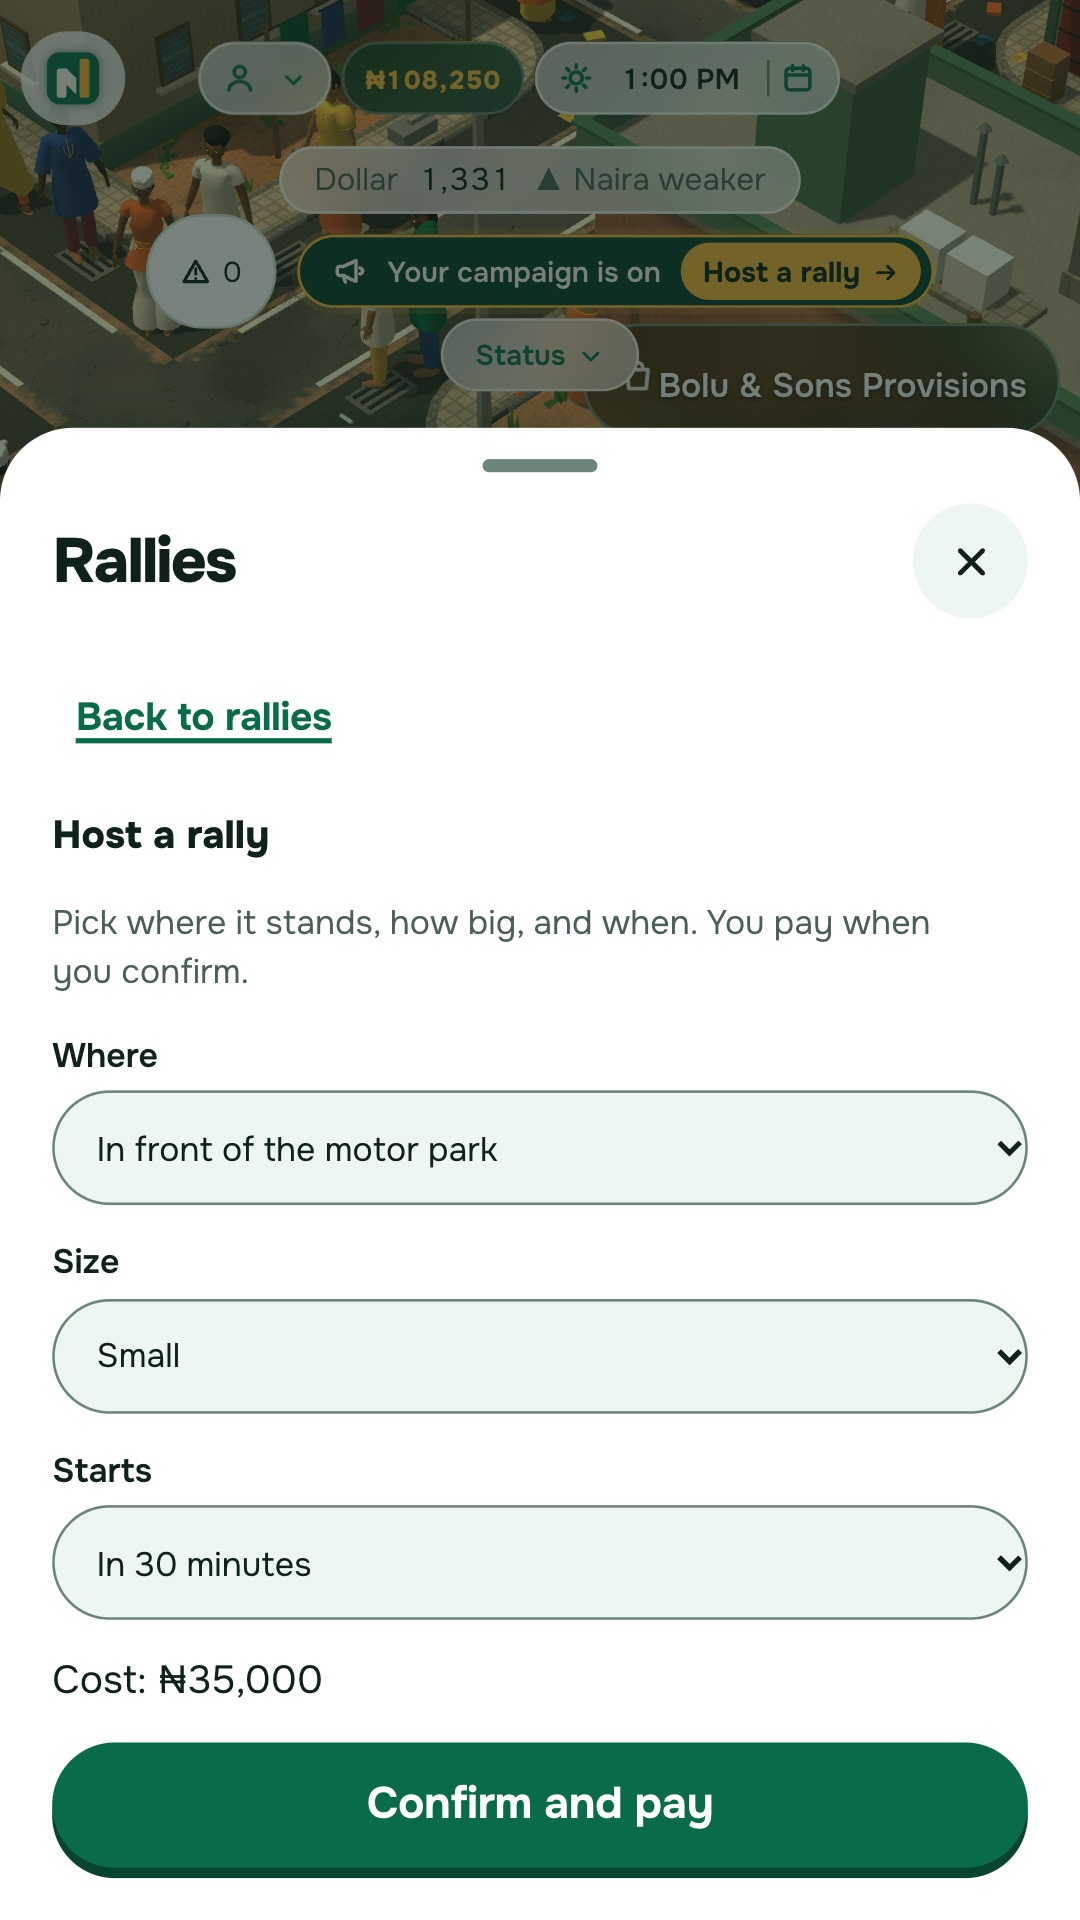 ₦108,250
1:00 PM
Dollar 1,331 ▲ Naira weaker
0
Your campaign is on
Host a rally →
Status
Bolu & Sons Provisions
Rallies
Back to rallies
Host a rally
Pick where it stands, how big, and when. You pay when
you confirm.
Where
In front of the motor park
Size
Small
Starts
In 30 minutes
Cost: ₦35,000
Confirm and pay